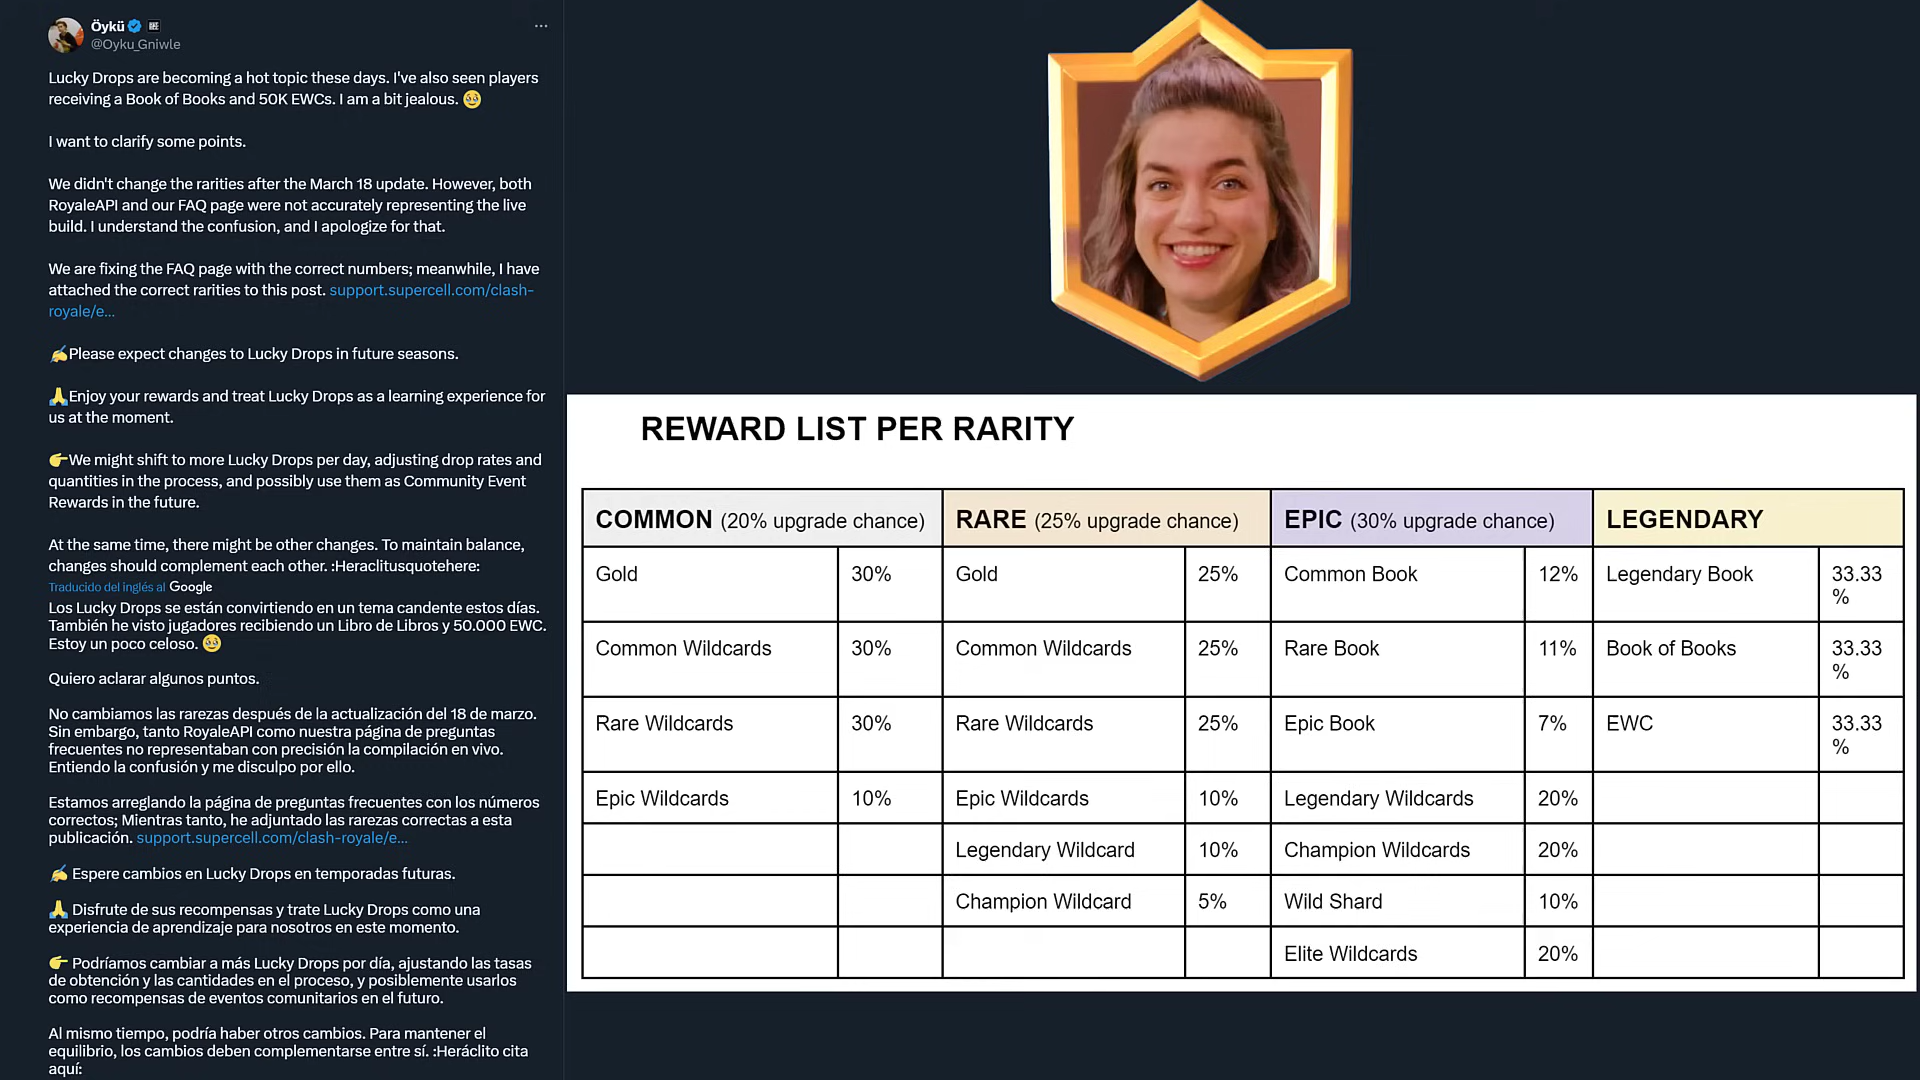 Öykü
@Oyku_Gniwle
Lucky Drops are becoming a hot topic these days. I've also seen players
receiving a Book of Books and 50K EWCs. I am a bit jealous. 🥹
I want to clarify some points.
We didn't change the rarities after the March 18 update. However, both
RoyaleAPI and our FAQ page were not accurately representing the live
build. I understand the confusion, and I apologize for that.
We are fixing the FAQ page with the correct numbers; meanwhile, I have
attached the correct rarities to this post. support.supercell.com/clash-
royale/e...
✍️Please expect changes to Lucky Drops in future seasons.
🙏Enjoy your rewards and treat Lucky Drops as a learning experience for
us at the moment.
👉We might shift to more Lucky Drops per day, adjusting drop rates and
quantities in the process, and possibly use them as Community Event
Rewards in the future.
At the same time, there might be other changes. To maintain balance,
changes should complement each other. :Heraclitusquotehere:
Traducido del inglés al Google
Los Lucky Drops se están convirtiendo en un tema candente estos días.
También he visto jugadores recibiendo un Libro de Libros y 50.000 EWC.
Estoy un poco celoso. 🥹
Quiero aclarar algunos puntos.
No cambiamos las rarezas después de la actualización del 18 de marzo.
Sin embargo, tanto RoyaleAPI como nuestra página de preguntas
frecuentes no representaban con precisión la compilación en vivo.
Entiendo la confusión y me disculpo por ello.
Estamos arreglando la página de preguntas frecuentes con los números
correctos; Mientras tanto, he adjuntado las rarezas correctas a esta
publicación. support.supercell.com/clash-royale/e...
✍️ Espere cambios en Lucky Drops en temporadas futuras.
🙏 Disfrute de sus recompensas y trate Lucky Drops como una
experiencia de aprendizaje para nosotros en este momento.
👉 Podríamos cambiar a más Lucky Drops por día, ajustando las tasas
de obtención y las cantidades en el proceso, y posiblemente usarlos
como recompensas de eventos comunitarios en el futuro.
Al mismo tiempo, podría haber otros cambios. Para mantener el
equilibrio, los cambios deben complementarse entre sí. :Heráclito cita
aquí:
REWARD LIST PER RARITY
COMMON (20% upgrade chance) RARE (25% upgrade chance) EPIC (30% upgrade chance) LEGENDARY
Gold 30% Gold 25% Common Book 12% Legendary Book 33.33
%
Common Wildcards 30% Common Wildcards 25% Rare Book 11% Book of Books 33.33
%
Rare Wildcards 30% Rare Wildcards 25% Epic Book 7% EWC 33.33
%
Epic Wildcards 10% Epic Wildcards 10% Legendary Wildcards 20%
Legendary Wildcard 10% Champion Wildcards 20%
Champion Wildcard 5% Wild Shard 10%
Elite Wildcards 20%